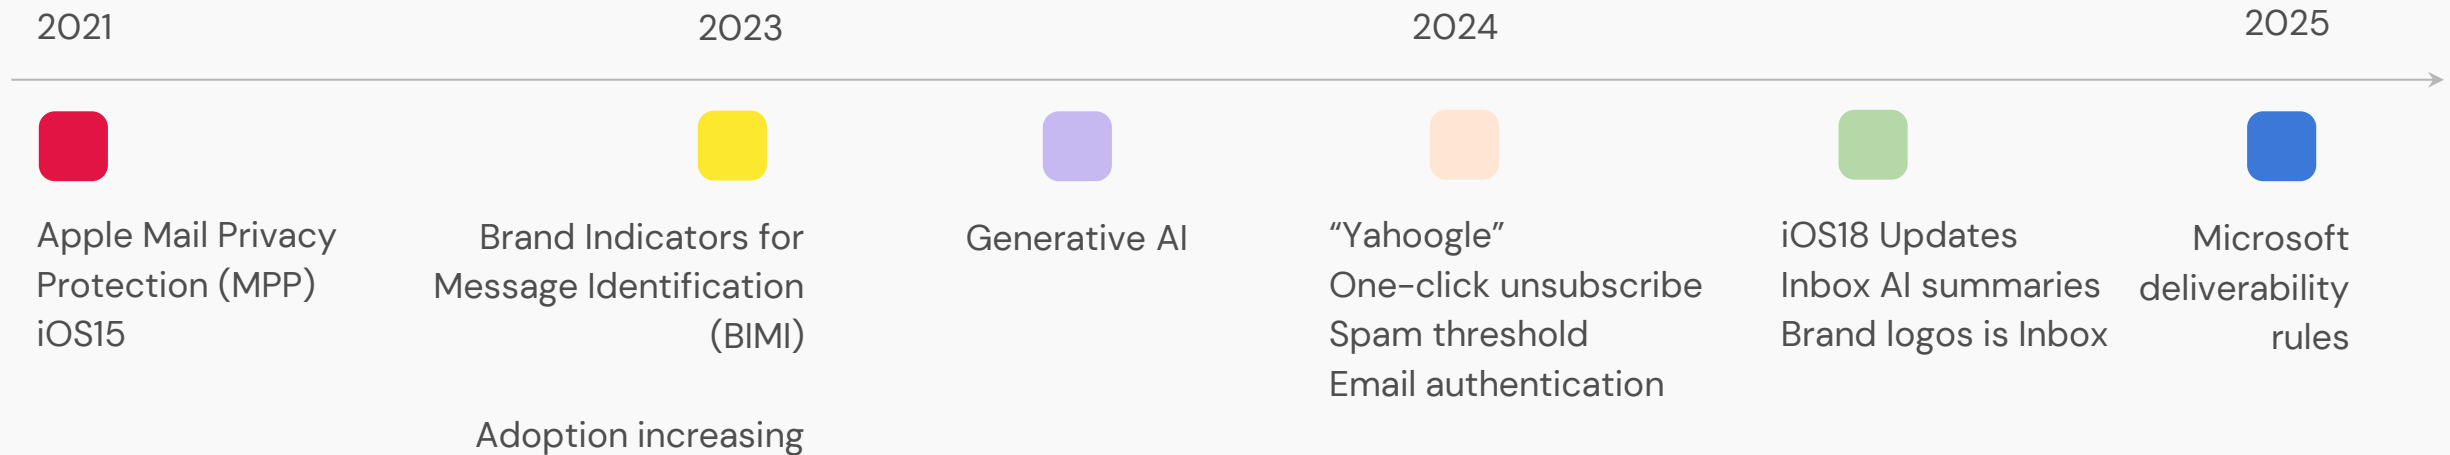 2021
2023
2024
2025
Apple Mail Privacy
Protection (MPP)
iOS15
Brand Indicators for
Message Identification
(BIMI)
Adoption increasing
Generative AI
“Yahoogle”
One-click unsubscribe
Spam threshold
Email authentication
iOS18 Updates
Inbox AI summaries
Brand logos is Inbox
Microsoft
deliverability
rules